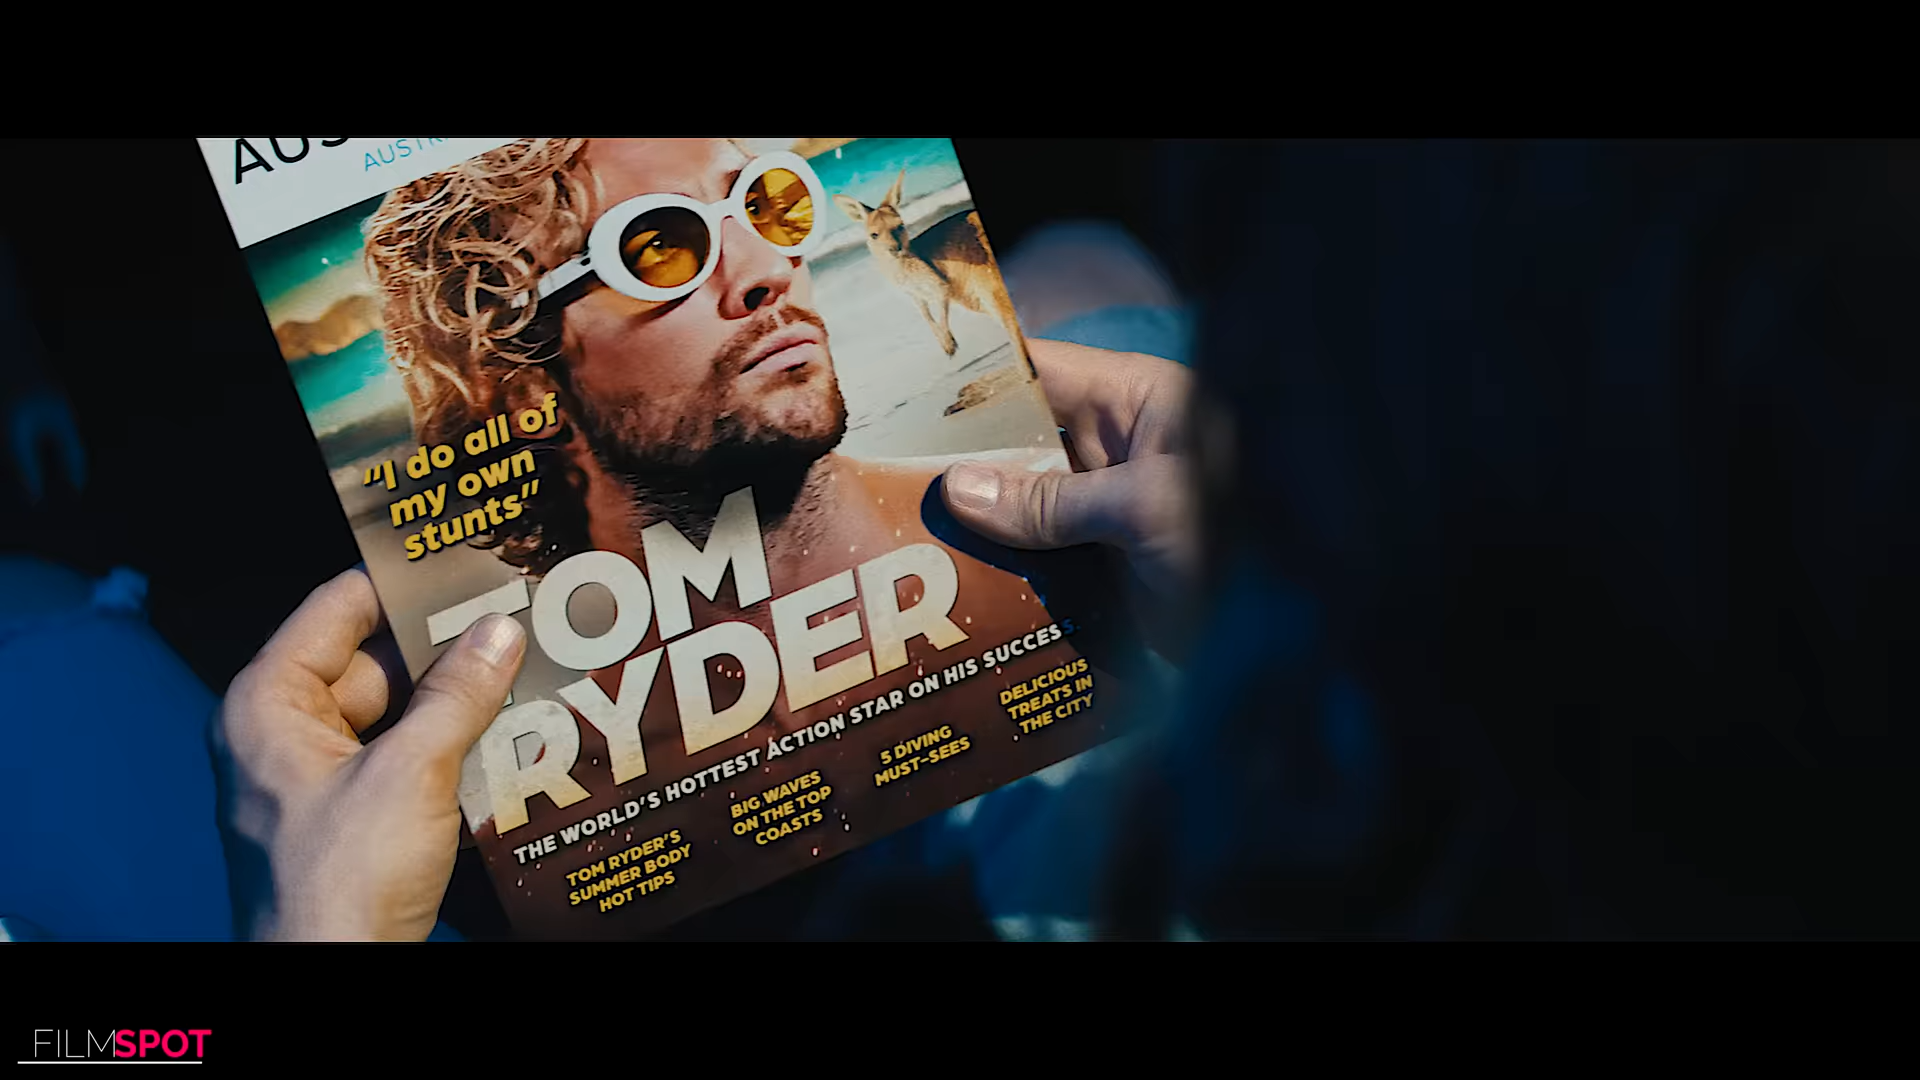 AUS
AUSTR
"I do all of
my own
stunts"
TOM
RYDER
THE WORLD'S HOTTEST ACTION STAR ON HIS SUCCESS.
TOM RYDER'S
SUMMER BODY
HOT TIPS
BIG WAVES
ON THE TOP
COASTS
5 DIVING
MUST-SEES
DELICIOUS
TREATS IN
THE CITY
FILMSPOT